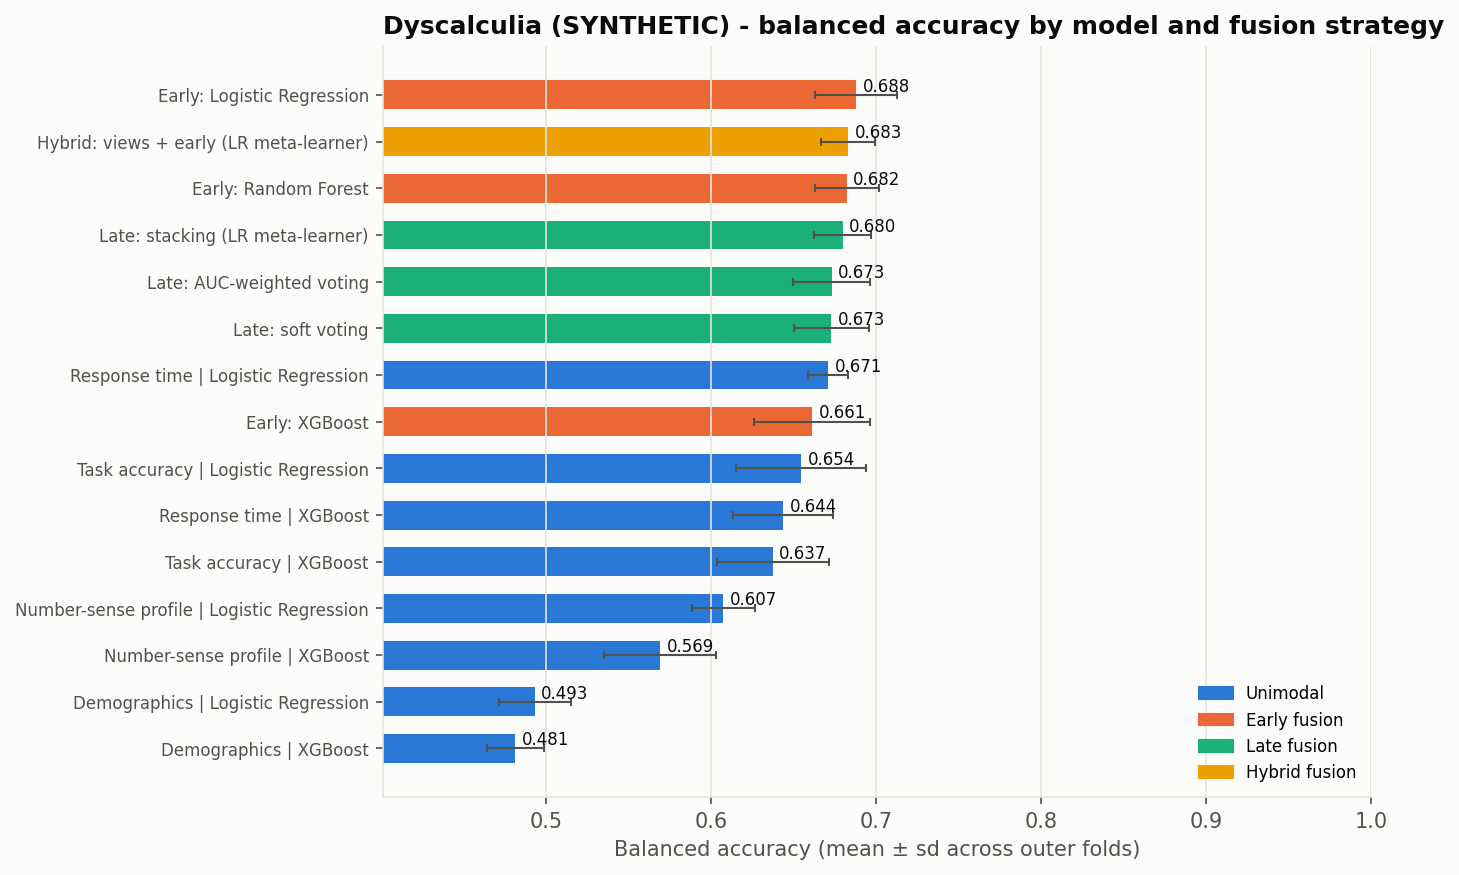 Dyscalculia (SYNTHETIC) - balanced accuracy by model and fusion strategy
Early: Logistic Regression 0.688
Hybrid: views + early (LR meta-learner) 0.683
Early: Random Forest 0.682
Late: stacking (LR meta-learner) 0.680
Late: AUC-weighted voting 0.673
Late: soft voting 0.673
Response time | Logistic Regression 0.671
Early: XGBoost 0.661
Task accuracy | Logistic Regression 0.654
Response time | XGBoost 0.644
Task accuracy | XGBoost 0.637
Number-sense profile | Logistic Regression 0.607
Number-sense profile | XGBoost 0.569
Demographics | Logistic Regression 0.493
Demographics | XGBoost 0.481
Unimodal
Early fusion
Late fusion
Hybrid fusion
0.5 0.6 0.7 0.8 0.9 1.0
Balanced accuracy (mean ± sd across outer folds)